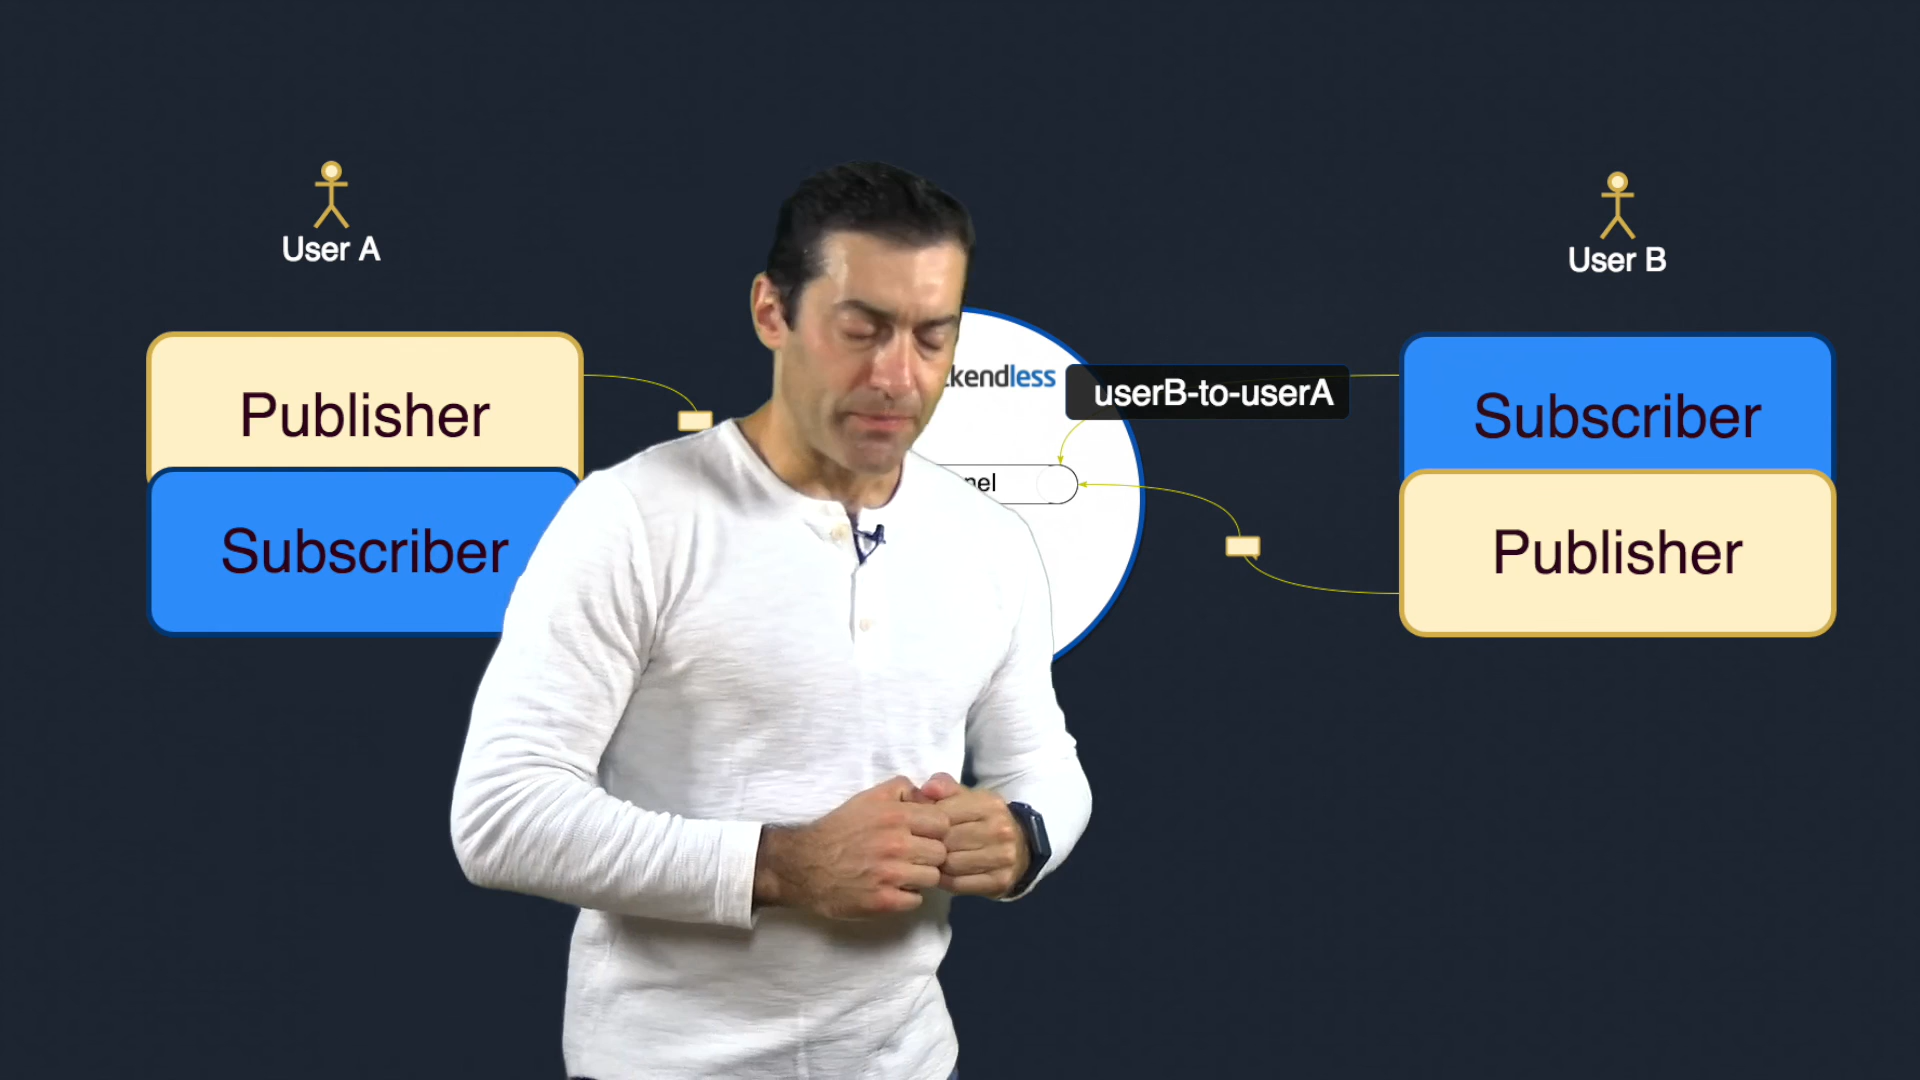 User A
User B
Publisher
Subscriber
kendless
userB-to-userA
nel
Subscriber
Publisher